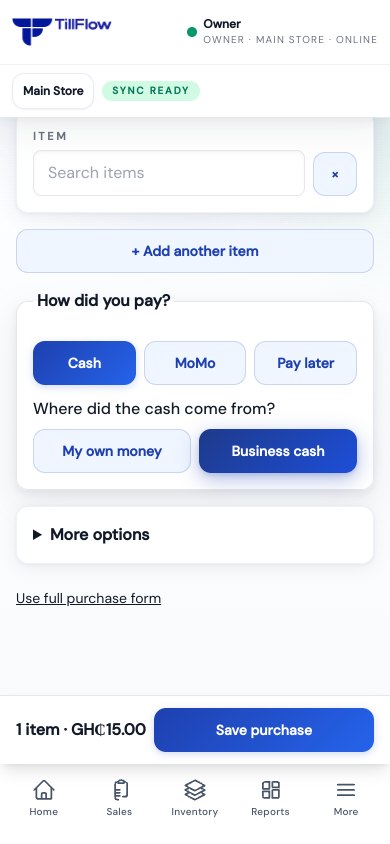 TillFlow
Owner
OWNER · MAIN STORE · ONLINE
Main Store
SYNC READY
ITEM
Search items
×
+ Add another item
How did you pay?
Cash
MoMo
Pay later
Where did the cash come from?
My own money
Business cash
▶ More options
Use full purchase form
1 item · GH₵15.00
Save purchase
Home
Sales
Inventory
Reports
More